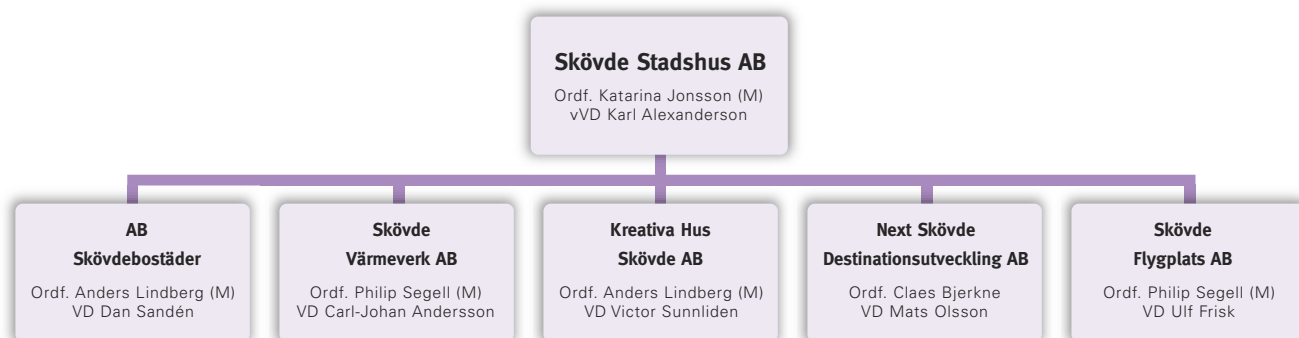 Skövde Stadshus AB
Ordf. Katarina Jonsson (M)
vVD Karl Alexanderson
AB
Skövdebostäder
Ordf. Anders Lindberg (M)
VD Dan Sandén
Skövde
Värmeverk AB
Ordf. Philip Segell (M)
VD Carl-Johan Andersson
Kreativa Hus
Skövde AB
Ordf. Anders Lindberg (M)
VD Victor Sunnliden
Next Skövde
Destinationsutveckling AB
Ordf. Claes Bjerkne
VD Mats Olsson
Skövde
Flygplats AB
Ordf. Philip Segell (M)
VD Ulf Frisk